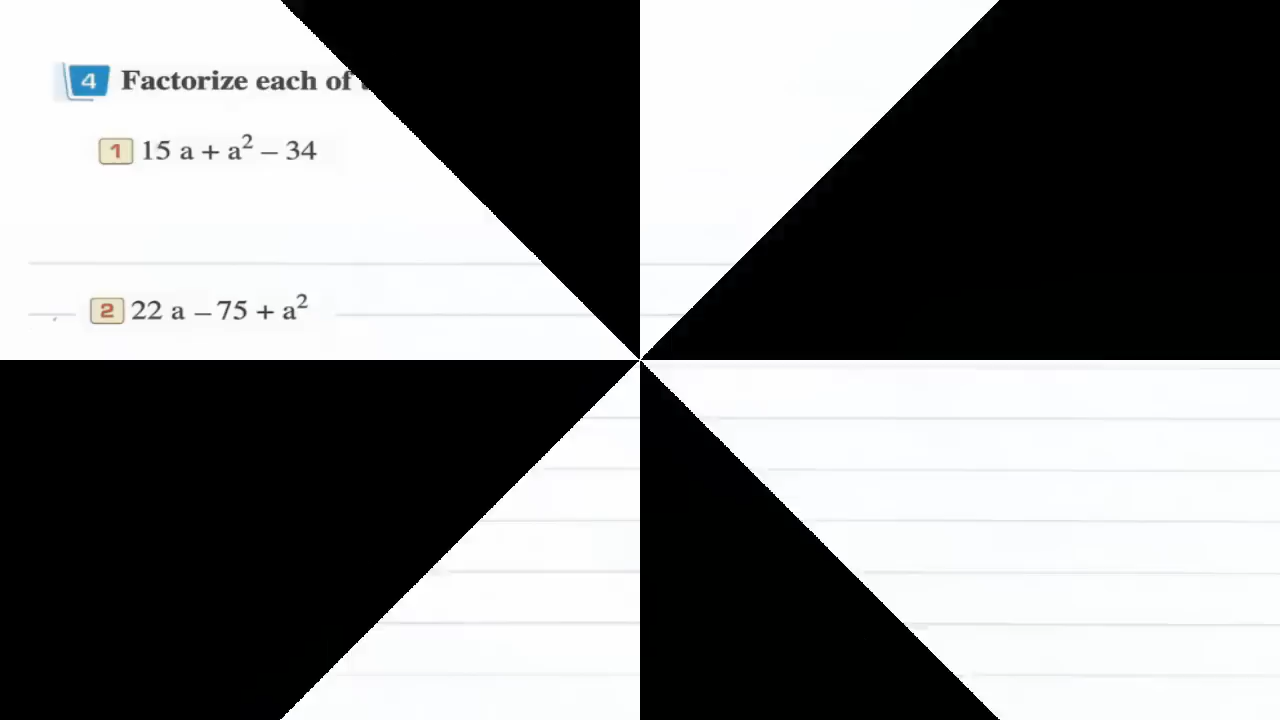 4 Factorize each of
1 15 a + a² – 34
2 22 a – 75 + a²